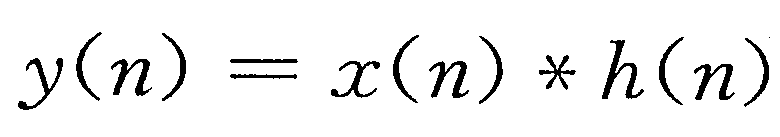 y(n) = x(n) * h(n)